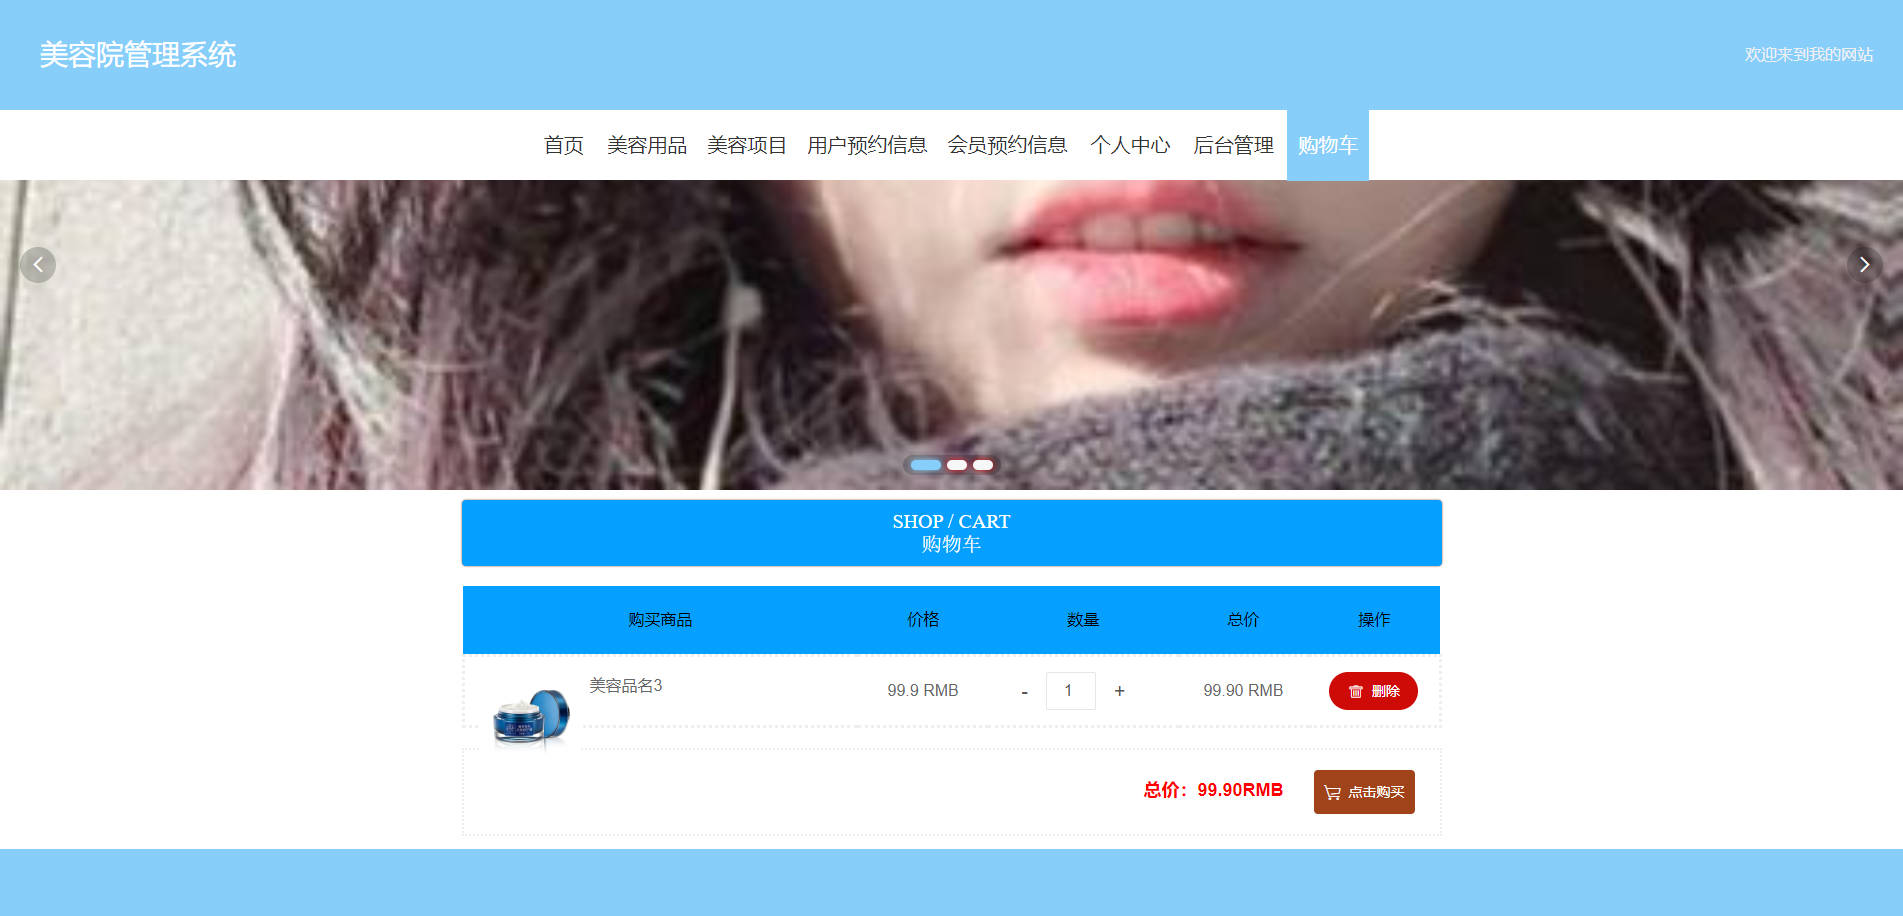 美容院管理系统
欢迎来到我的网站
首页 美容用品 美容项目 用户预约信息 会员预约信息 个人中心 后台管理 购物车
SHOP / CART
购物车
购买商品 价格 数量 总价 操作
美容品名3 99.9 RMB - 1 + 99.90 RMB 删除
总价：99.90RMB 点击购买